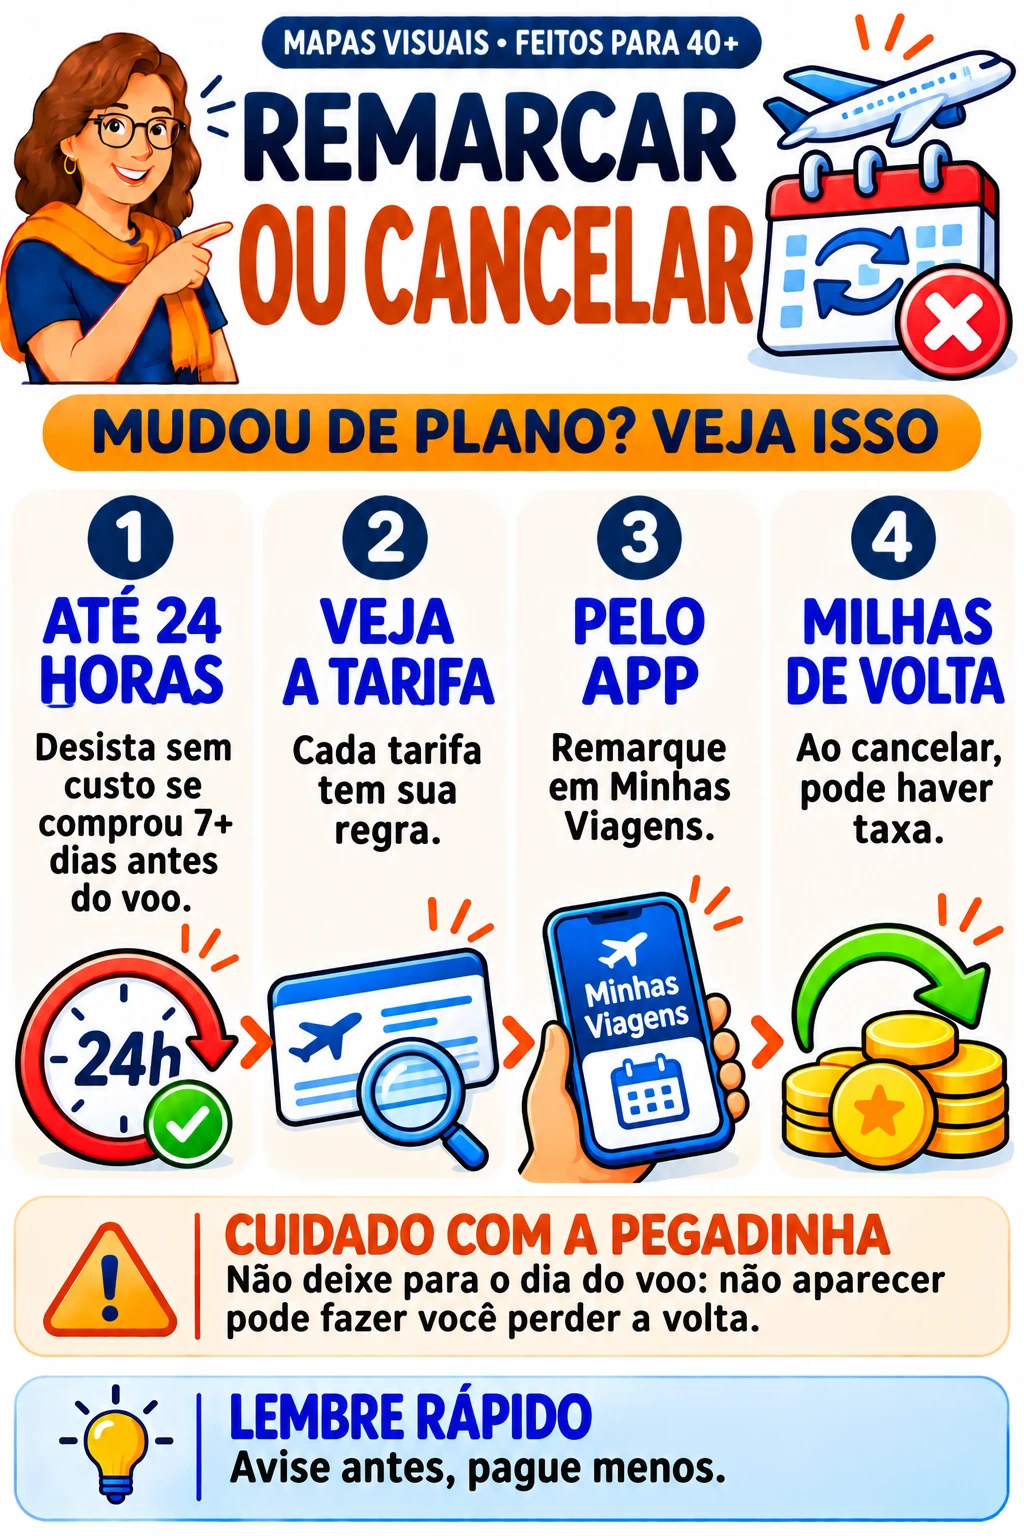 MAPAS VISUAIS • FEITOS PARA 40+
REMARCAR
OU CANCELAR
MUDOU DE PLANO? VEJA ISSO
1
ATÉ 24
HORAS
Desista sem
custo se
comprou 7+
dias antes
do voo.
24h
2
VEJA
A TARIFA
Cada tarifa
tem sua
regra.
3
PELO
APP
Remarque
em Minhas
Viagens.
Minhas
Viagens
4
MILHAS
DE VOLTA
Ao cancelar,
pode haver
taxa.
CUIDADO COM A PEGADINHA
Não deixe para o dia do voo: não aparecer
pode fazer você perder a volta.
LEMBRE RÁPIDO
Avise antes, pague menos.